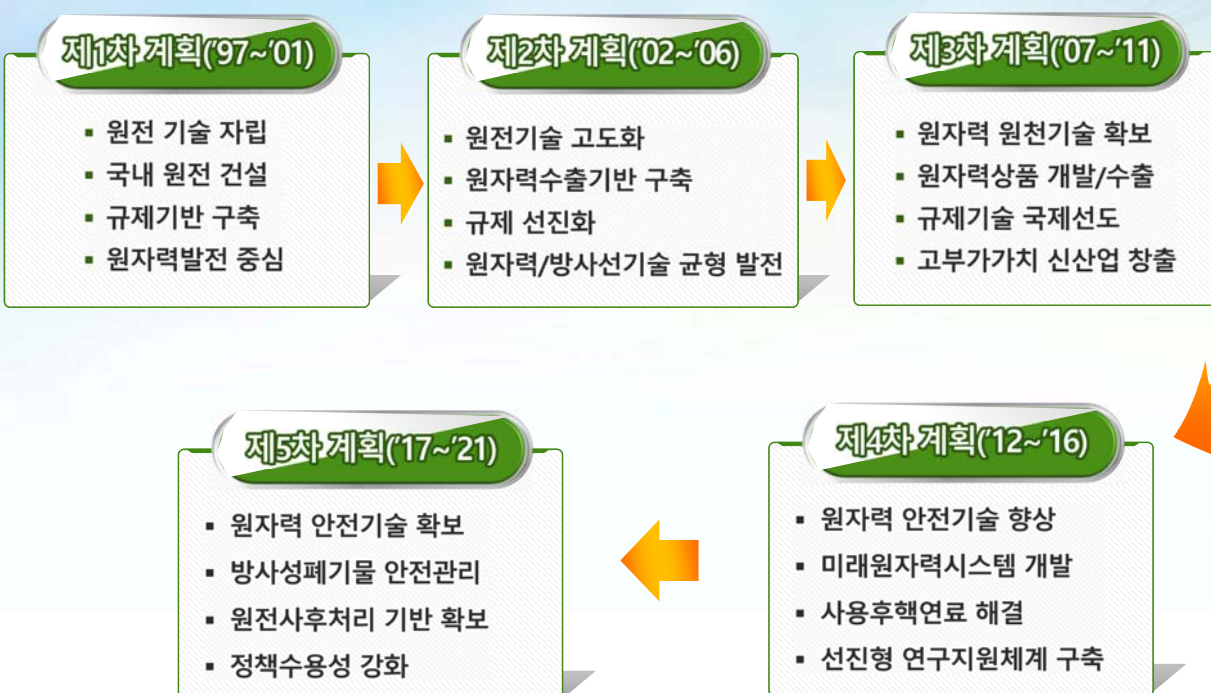 제1차 계획('97~'01)
▪ 원전 기술 자립
▪ 국내 원전 건설
▪ 규제기반 구축
▪ 원자력발전 중심
제2차 계획('02~'06)
▪ 원전기술 고도화
▪ 원자력수출기반 구축
▪ 규제 선진화
▪ 원자력/방사선기술 균형 발전
제3차 계획('07~'11)
▪ 원자력 원천기술 확보
▪ 원자력상품 개발/수출
▪ 규제기술 국제선도
▪ 고부가가치 신산업 창출
제4차 계획('12~'16)
▪ 원자력 안전기술 향상
▪ 미래원자력시스템 개발
▪ 사용후핵연료 해결
▪ 선진형 연구지원체계 구축
제5차 계획('17~'21)
▪ 원자력 안전기술 확보
▪ 방사성폐기물 안전관리
▪ 원전사후처리 기반 확보
▪ 정책수용성 강화